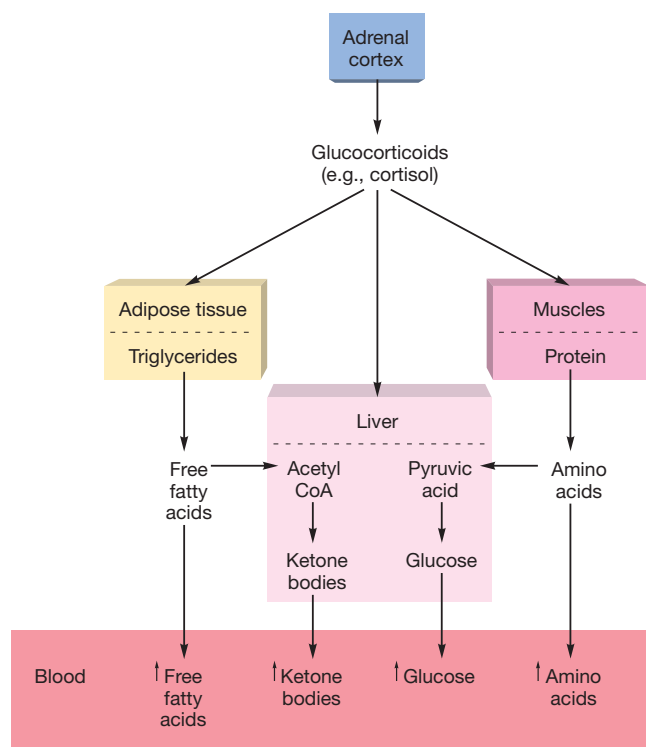 Adrenal
cortex
Glucocorticoids
(e.g., cortisol)
Adipose tissue
Triglycerides
Muscles
Protein
Liver
Free
fatty
acids
Acetyl
CoA
Pyruvic
acid
Amino
acids
Ketone
bodies
Glucose
Blood
↑Free
fatty
acids
↑Ketone
bodies
↑Glucose
↑Amino
acids